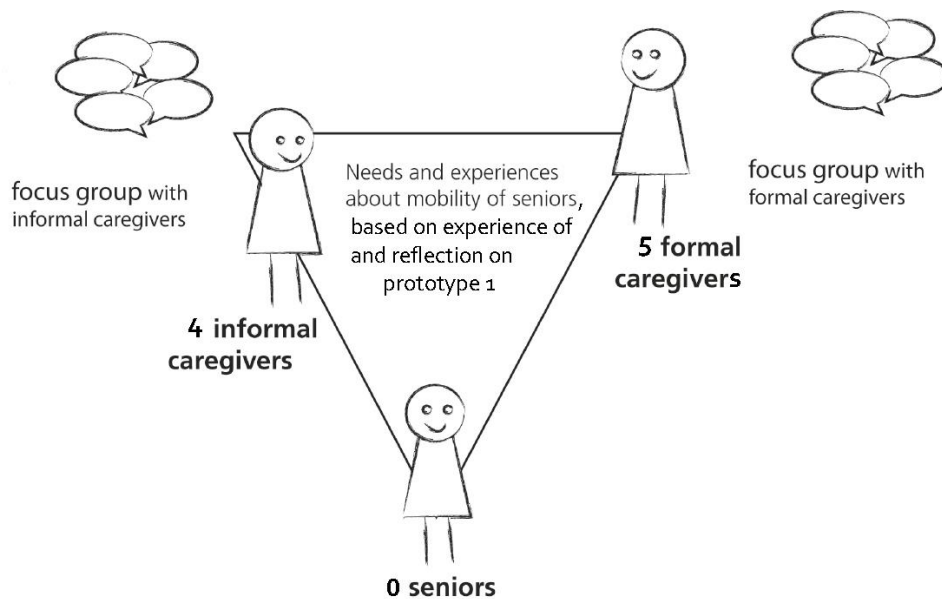 focus group with
informal caregivers
Needs and experiences
about mobility of seniors,
based on experience of
and reflection on
prototype 1
focus group with
formal caregivers
5 formal
caregivers
4 informal
caregivers
0 seniors